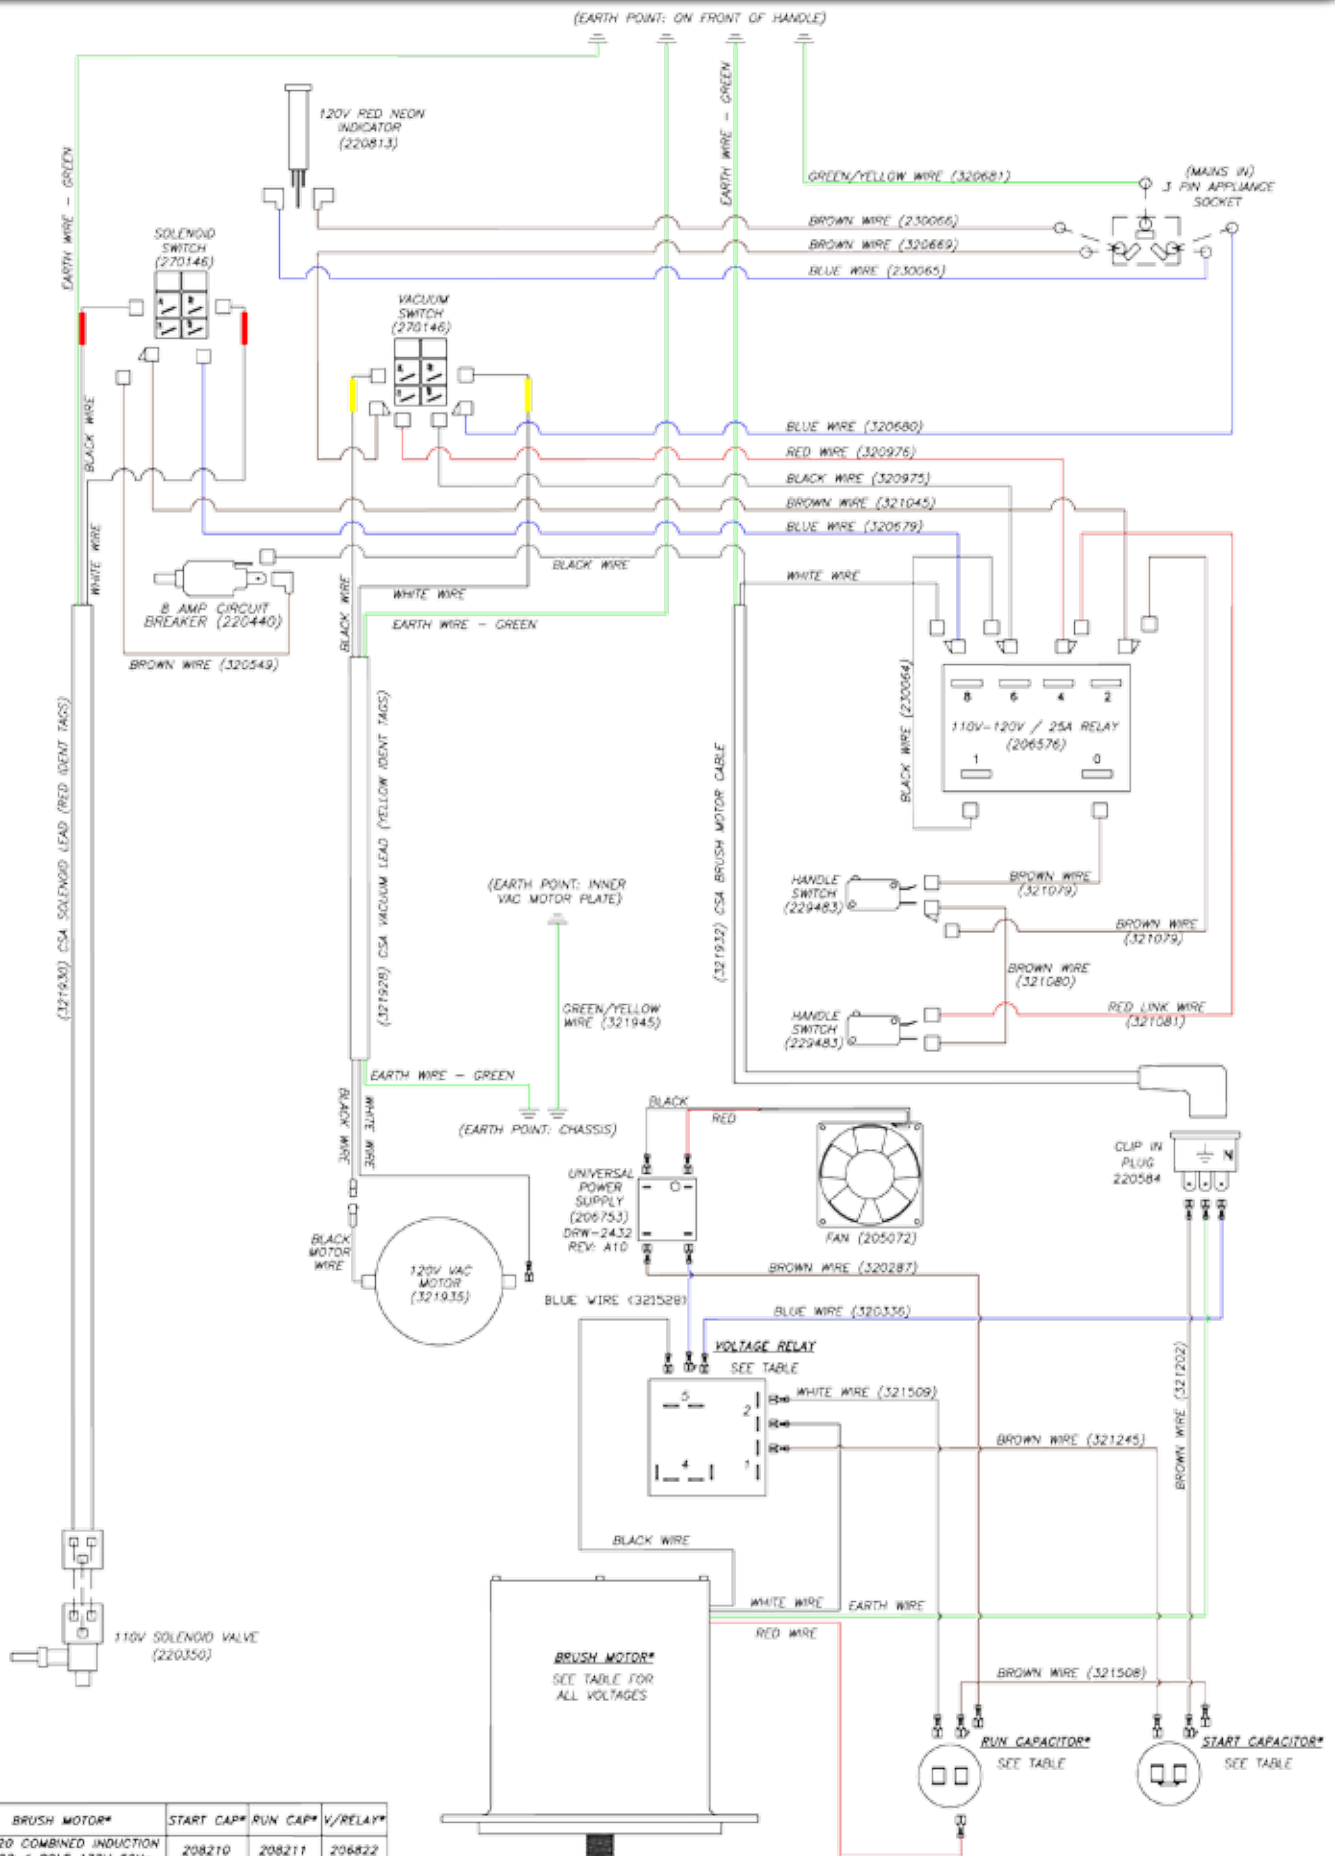 (EARTH POINT: ON FRONT OF HANDLE)
EARTH WIRE - GREEN
120V RED NEON
INDICATOR
(220813)
EARTH WIRE - GREEN
GREEN/YELLOW WIRE (320681)
(MAINS IN)
3 PIN APPLIANCE
SOCKET
BROWN WIRE (230066)
BROWN WIRE (320669)
BLUE WIRE (230065)
SOLENOID
SWITCH
(270146)
VACUUM
SWITCH
(270146)
BLACK WIRE
WHITE WIRE
BLUE WIRE (320680)
RED WIRE (320976)
BLACK WIRE (320975)
BROWN WIRE (321045)
BLUE WIRE (320679)
BLACK WIRE
WHITE WIRE
8 AMP CIRCUIT
BREAKER (220440)
BROWN WIRE (320549)
BLACK WIRE
WHITE WIRE
EARTH WIRE - GREEN
BLACK WIRE (230064)
8 6 4 2
110V-120V / 25A RELAY
(206576)
1 0
(321930) CSA SOLENOID LEAD (RED IDENT TAGS)
(321928) CSA VACUUM LEAD (YELLOW IDENT TAGS)
(321932) CSA BRUSH MOTOR CABLE
HANDLE
SWITCH
(229483)
BROWN WIRE
(321079)
BROWN WIRE
(321079)
BROWN WIRE
(321080)
HANDLE
SWITCH
(229483)
RED LINK WIRE
(321081)
(EARTH POINT: INNER
VAC MOTOR PLATE)
GREEN/YELLOW
WIRE (321945)
EARTH WIRE - GREEN
(EARTH POINT: CHASSIS)
BLACK WIRE
WHITE WIRE
BLACK
MOTOR
WIRE
120V VAC
MOTOR
(321935)
BLACK
RED
UNIVERSAL
POWER
SUPPLY
(206753)
DRW-2432
REV: A10
FAN (205072)
CLIP IN
PLUG
220584
N
BROWN WIRE (320287)
BLUE WIRE (321528)
BLUE WIRE (320336)
VOLTAGE RELAY
SEE TABLE
5
2
4
1
WHITE WIRE (321509)
BROWN WIRE (321245)
BROWN WIRE (321202)
BLACK WIRE
WHITE WIRE
EARTH WIRE
RED WIRE
110V SOLENOID VALVE
(220350)
BRUSH MOTOR*
SEE TABLE FOR
ALL VOLTAGES
BROWN WIRE (321508)
RUN CAPACITOR*
SEE TABLE
START CAPACITOR*
SEE TABLE
BRUSH MOTOR* START CAP* RUN CAP* V/RELAY*
COMBINED INDUCTION 208210 208211 206822